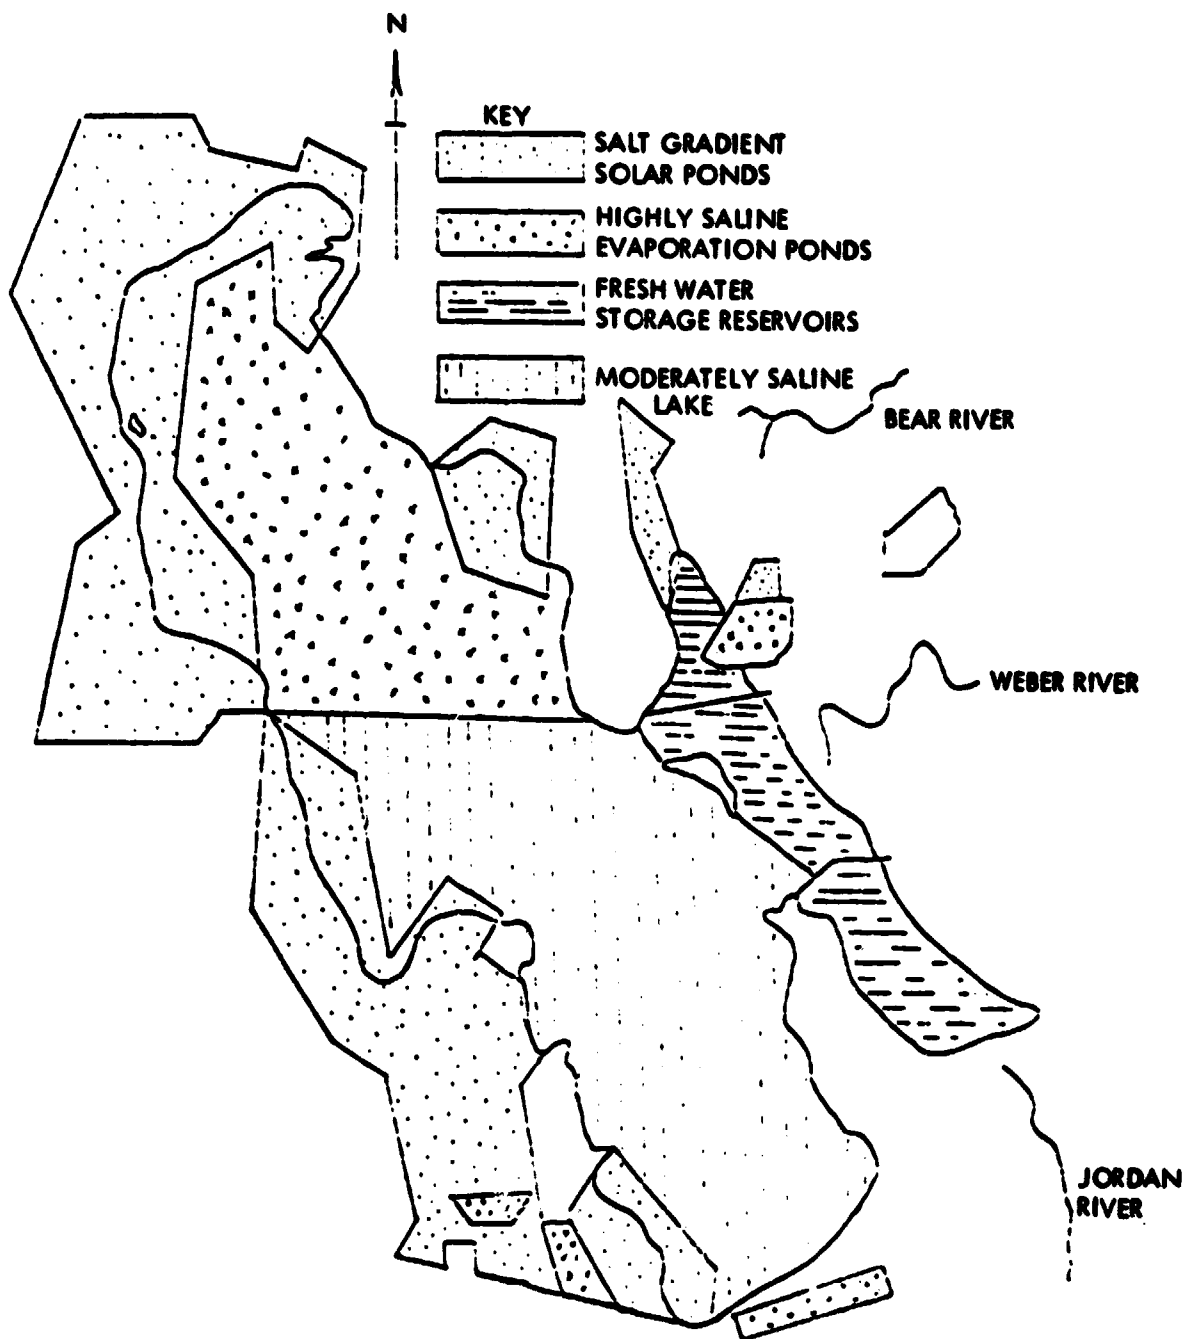 N
KEY
SALT GRADIENT
SOLAR PONDS
HIGHLY SALINE
EVAPORATION PONDS
FRESH WATER
STORAGE RESERVOIRS
MODERATELY SALINE
LAKE
BEAR RIVER
WEBER RIVER
JORDAN
RIVER